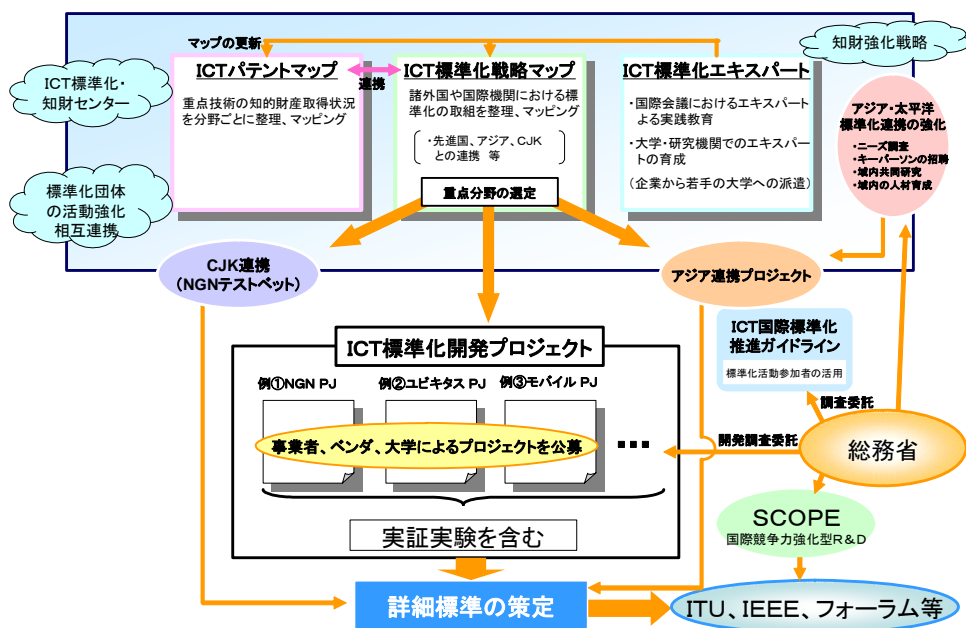 マップの更新
知財強化戦略
ICT標準化・
知財センター
標準化団体
の活動強化
相互連携
ICTパテントマップ
重点技術の知的財産取得状況
を分野ごとに整理、マッピング
連携
ICT標準化戦略マップ
諸外国や国際機関における標
準化の取組を整理、マッピング
・先進国、アジア、CJK
との連携 等
重点分野の選定
ICT標準化エキスパート
・国際会議におけるエキスパート
よる実践教育
・大学・研究機関でのエキスパー
トの育成
(企業から若手の大学への派遣)
アジア・太平洋
標準化連携の強化
・ニーズ調査
・キーパーソンの招聘
・域内共同研究
・域内の人材育成
CJK連携
(NGNテストベット)
アジア連携プロジェクト
ICT標準化開発プロジェクト
例①NGN PJ
例②ユビキタス PJ
例③モバイル PJ
事業者、ベンダ、大学によるプロジェクトを公募
実証実験を含む
ICT国際標準化
推進ガイドライン
標準化活動参加者の活用
調査委託
開発調査委託
総務省
SCOPE
国際競争力強化型R&D
詳細標準の策定
ITU、IEEE、フォーラム等